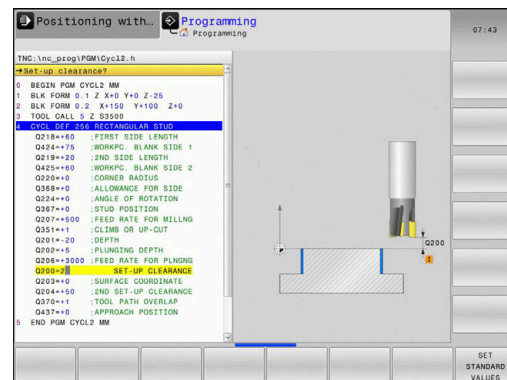 Positioning with... Programming
Programming
07:43
TNC:\nc_prog\PGM\Cycl2.h
→Set-up clearance?
0 BEGIN PGM CYCL2 MM
1 BLK FORM 0.1 Z X+0 Y+0 Z-25
2 BLK FORM 0.2 X+150 Y+100 Z+0
3 TOOL CALL 5 Z S3500
4 CYCL DEF 256 RECTANGULAR STUD
Q218=+60 ;FIRST SIDE LENGTH
Q424=+75 ;WORKPC. BLANK SIDE 1
Q219=+20 ;2ND SIDE LENGTH
Q425=+60 ;WORKPC. BLANK SIDE 2
Q220=+0 ;CORNER RADIUS
Q368=+0 ;ALLOWANCE FOR SIDE
Q224=+0 ;ANGLE OF ROTATION
Q367=+0 ;STUD POSITION
Q207=+500 ;FEED RATE FOR MILLNG
Q351=+1 ;CLIMB OR UP-CUT
Q201=-20 ;DEPTH
Q202=+5 ;PLUNGING DEPTH
Q206=+3000 ;FEED RATE FOR PLNGNG
Q200=2 SET-UP CLEARANCE
Q203=+0 ;SURFACE COORDINATE
Q204=+50 ;2ND SET-UP CLEARANCE
Q370=+1 ;TOOL PATH OVERLAP
Q437=+0 ;APPROACH POSITION
5 END PGM CYCL2 MM
Q200
I
SET
STANDARD
VALUES